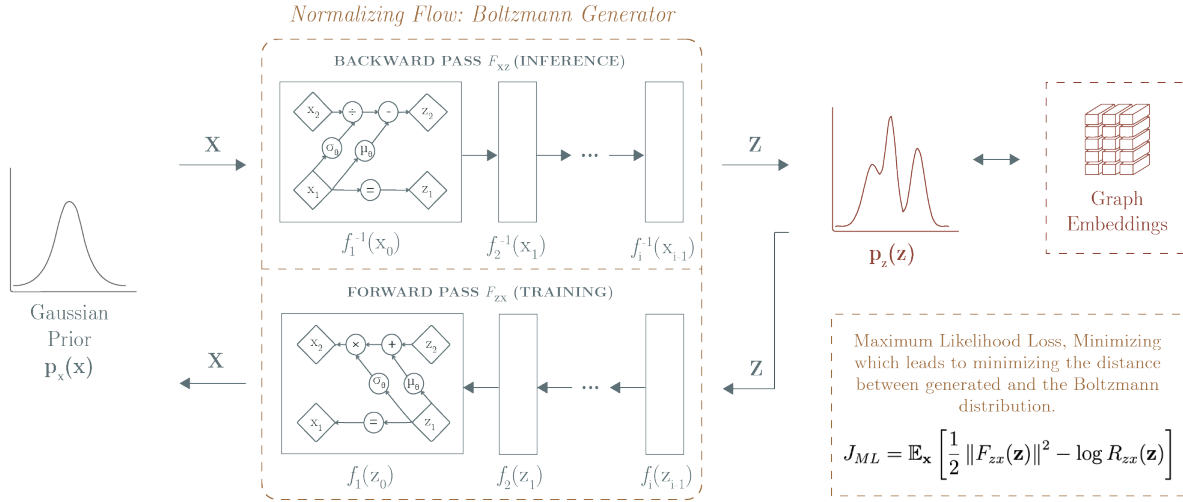 Normalizing Flow: Boltzmann Generator
BACKWARD PASS F_xz (INFERENCE)
x_2 ÷ - z_2
σ_θ μ_θ
x_1 = z_1
f_1^-1(x_0) f_2^-1(x_1) ... f_i^-1(x_i-1)
X
Z
Gaussian
Prior
p_x(x)
p_z(z)
Graph
Embeddings
FORWARD PASS F_zx (TRAINING)
x_2 × + z_2
σ_θ μ_θ
x_1 = z_1
f_1(z_0) f_2(z_1) ... f_i(z_i-1)
X
Z
Maximum Likelihood Loss, Minimizing
which leads to minimizing the distance
between generated and the Boltzmann
distribution.
J_ML = 𝔼_x [ 1/2 ‖F_zx(z)‖^2 − log R_zx(z) ]